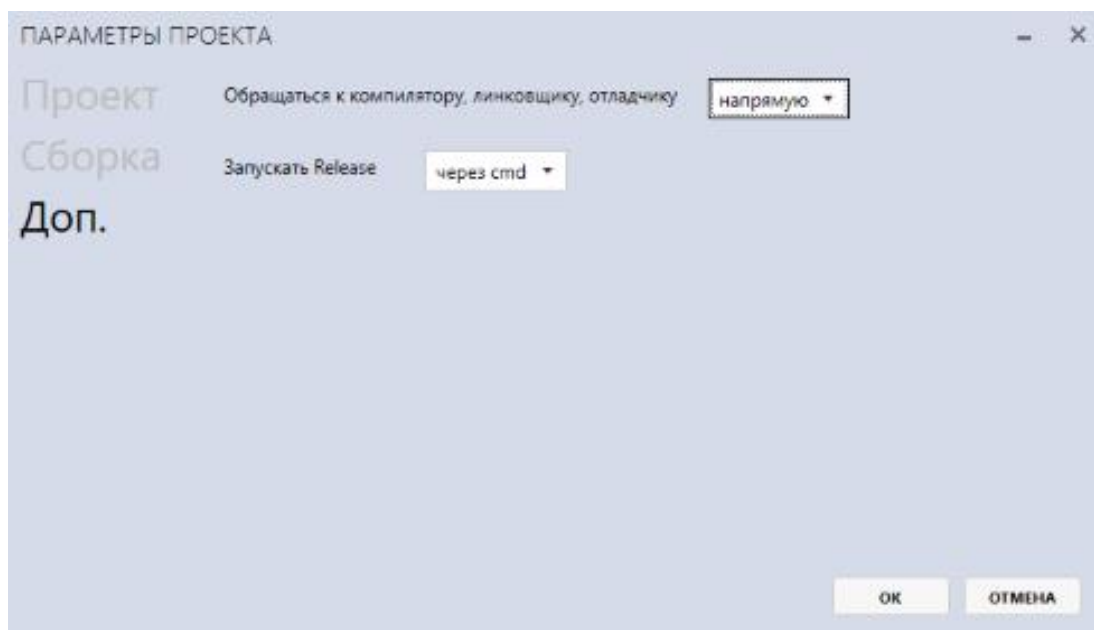 ПАРАМЕТРЫ ПРОЕКТА
Проект
Обращаться к компилятору, линковщику, отладчику напрямую
Сборка
Запускать Release через cmd
Доп.
ОК ОТМЕНА